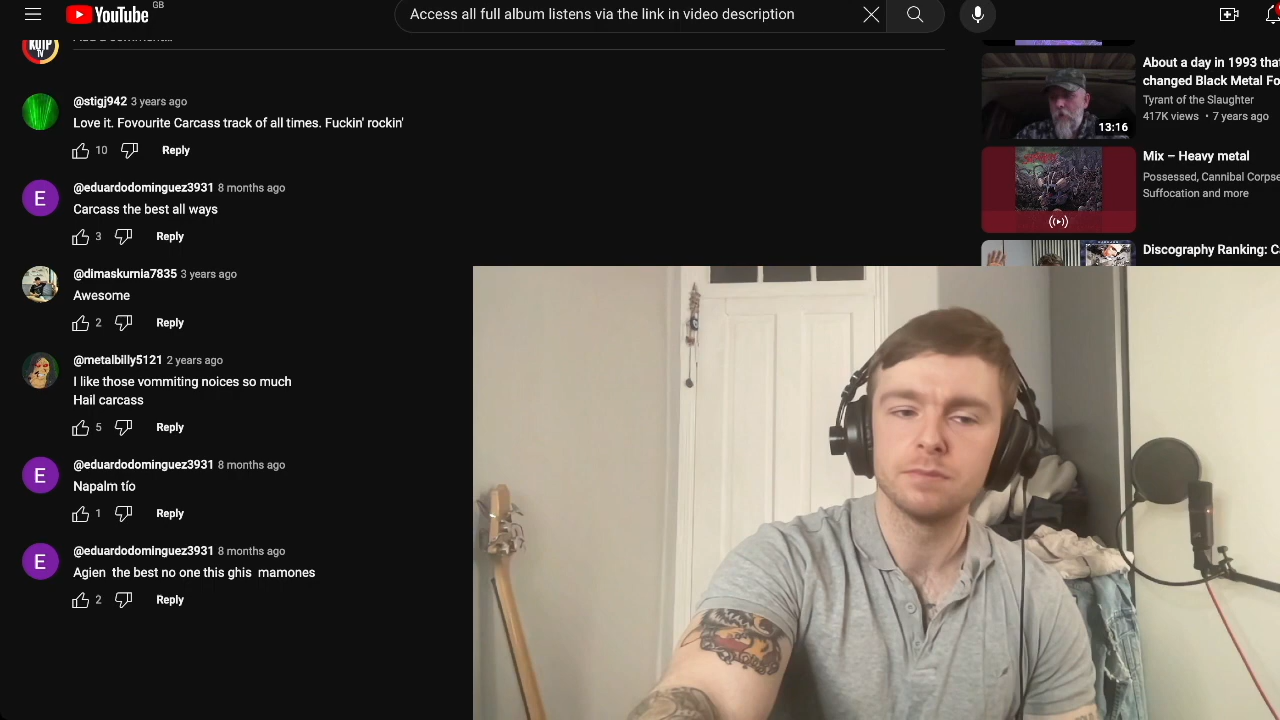 YouTube GB
Access all full album listens via the link in video description
@stigj942 3 years ago
Love it. Fovourite Carcass track of all times. Fuckin' rockin'
10 Reply
@eduardodominguez3931 8 months ago
Carcass the best all ways
3 Reply
@dimaskurnia7835 3 years ago
Awesome
2 Reply
@metalbilly5121 2 years ago
I like those vommiting noices so much
Hail carcass
5 Reply
@eduardodominguez3931 8 months ago
Napalm tío
1 Reply
@eduardodominguez3931 8 months ago
Agien the best no one this ghis mamones
2 Reply
About a day in 1993 tha
changed Black Metal Fo
Tyrant of the Slaughter
417K views • 7 years ago
13:16
Mix – Heavy metal
Possessed, Cannibal Corpse
Suffocation and more
Discography Ranking: C